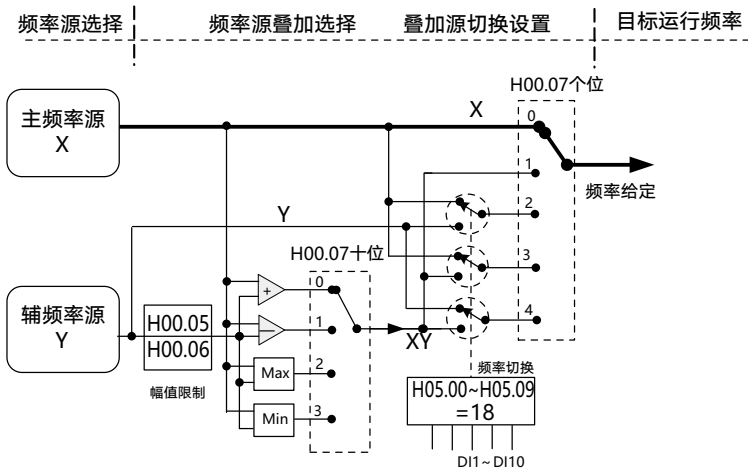 频率源选择
频率源叠加选择
叠加源切换设置
目标运行频率
H00.07个位
主频率源
X
X
0
1
频率给定
2
Y
H00.07十位
3
辅频率源
Y
H00.05
H00.06
幅值限制
+
—
0
1
XY
4
Max
2
Min
3
频率切换
H05.00~H05.09
=18
DI1~DI10